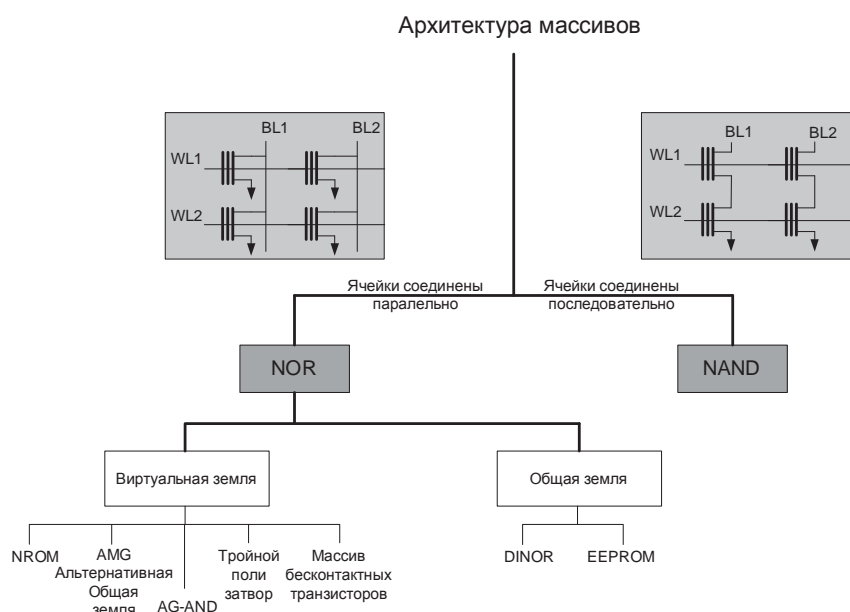 Архитектура массивов
BL1
BL2
WL1
WL2
BL1
BL2
WL1
WL2
Ячейки соединены
паралельно
Ячейки соединены
последовательно
NOR
NAND
Виртуальная земля
Общая земля
NROM
AMG
Альтернативная
Общая
земля
AG-AND
Тройной
поли
затвор
Массив
бесконтактных
транзисторов
DINOR
EEPROM